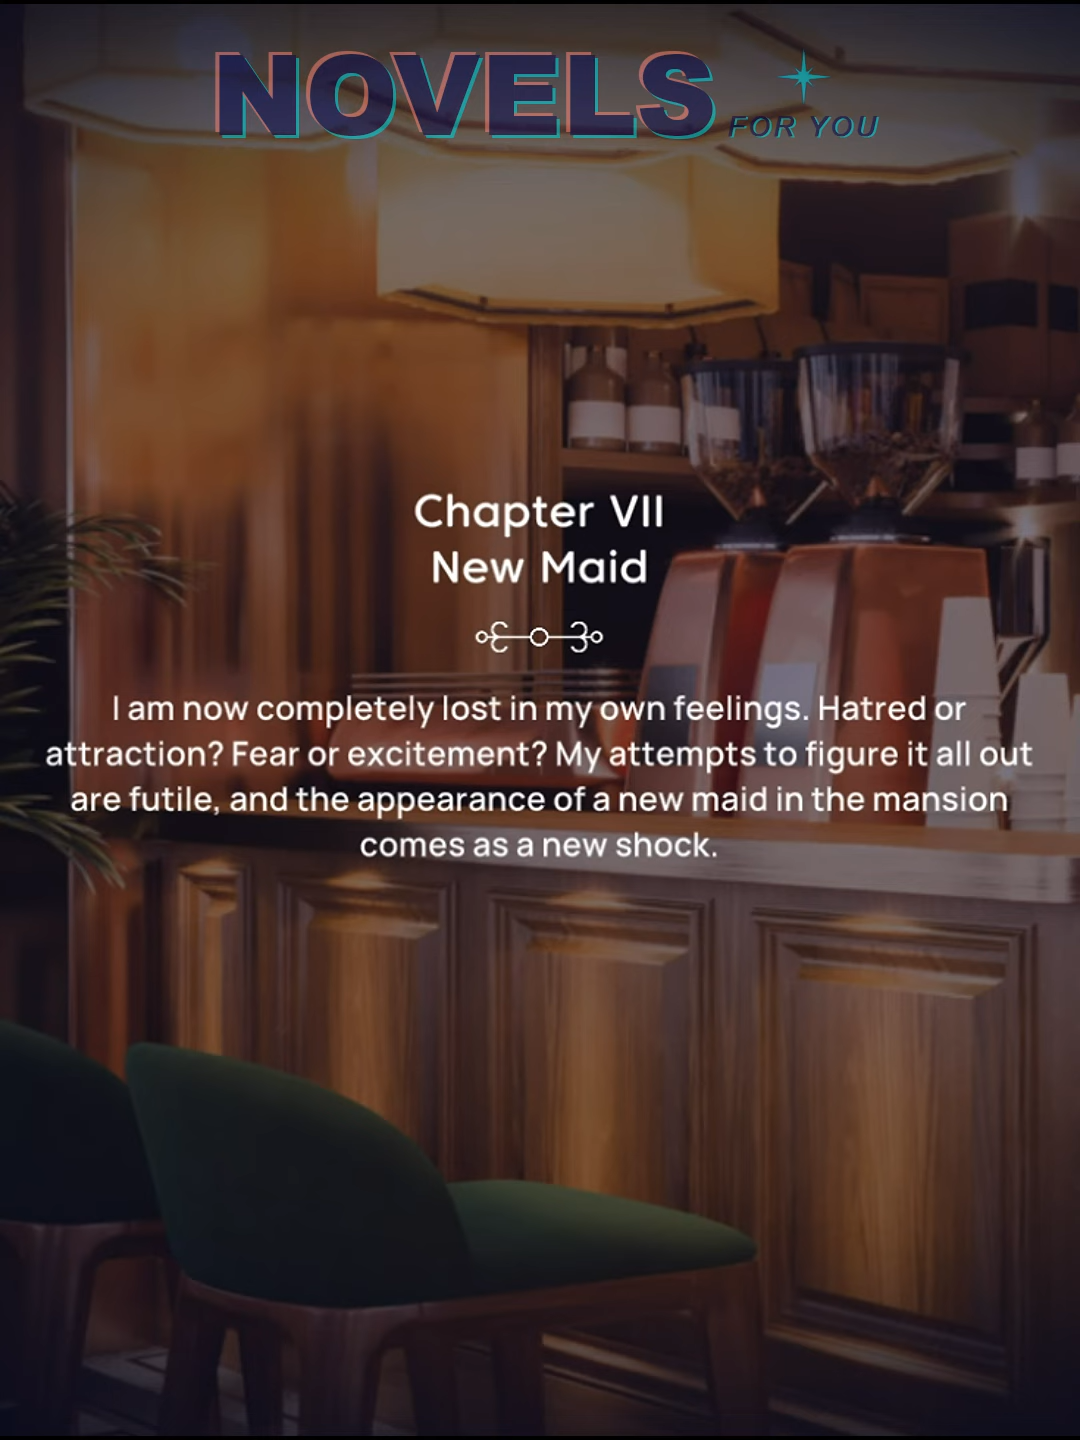 NOVELS
FOR YOU
Chapter VII
New Maid
I am now completely lost in my own feelings. Hatred or
attraction? Fear or excitement? My attempts to figure it all out
are futile, and the appearance of a new maid in the mansion
comes as a new shock.